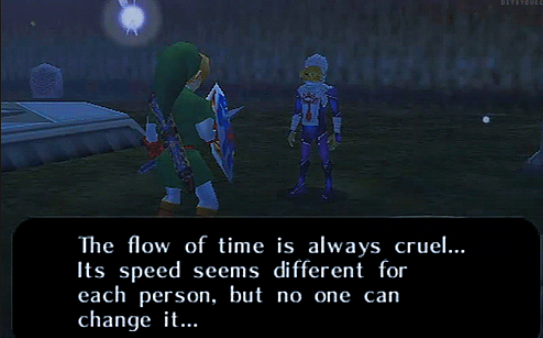 The flow of time is always cruel...
Its speed seems different for
each person, but no one can
change it...